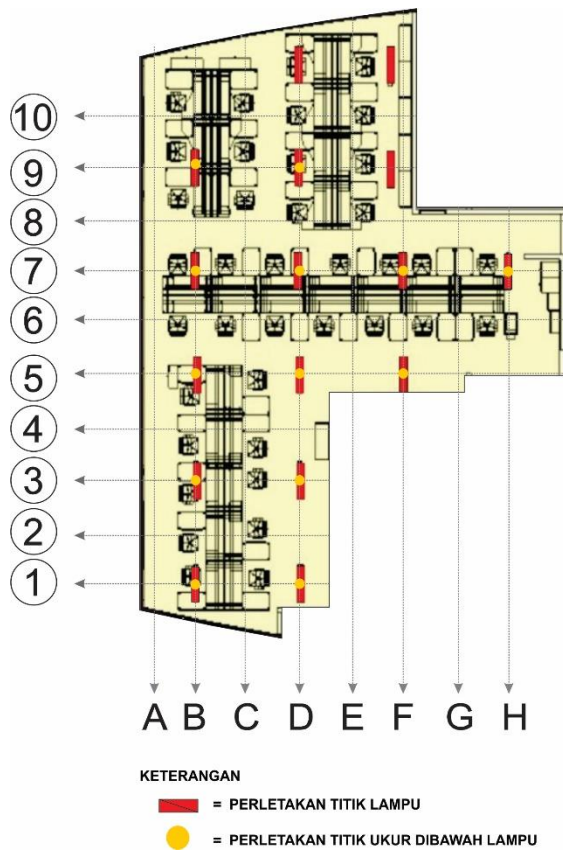 10
9
8
7
6
5
4
3
2
1
A B C D E F G H
KETERANGAN
= PERLETAKAN TITIK LAMPU
= PERLETAKAN TITIK UKUR DIBAWAH LAMPU